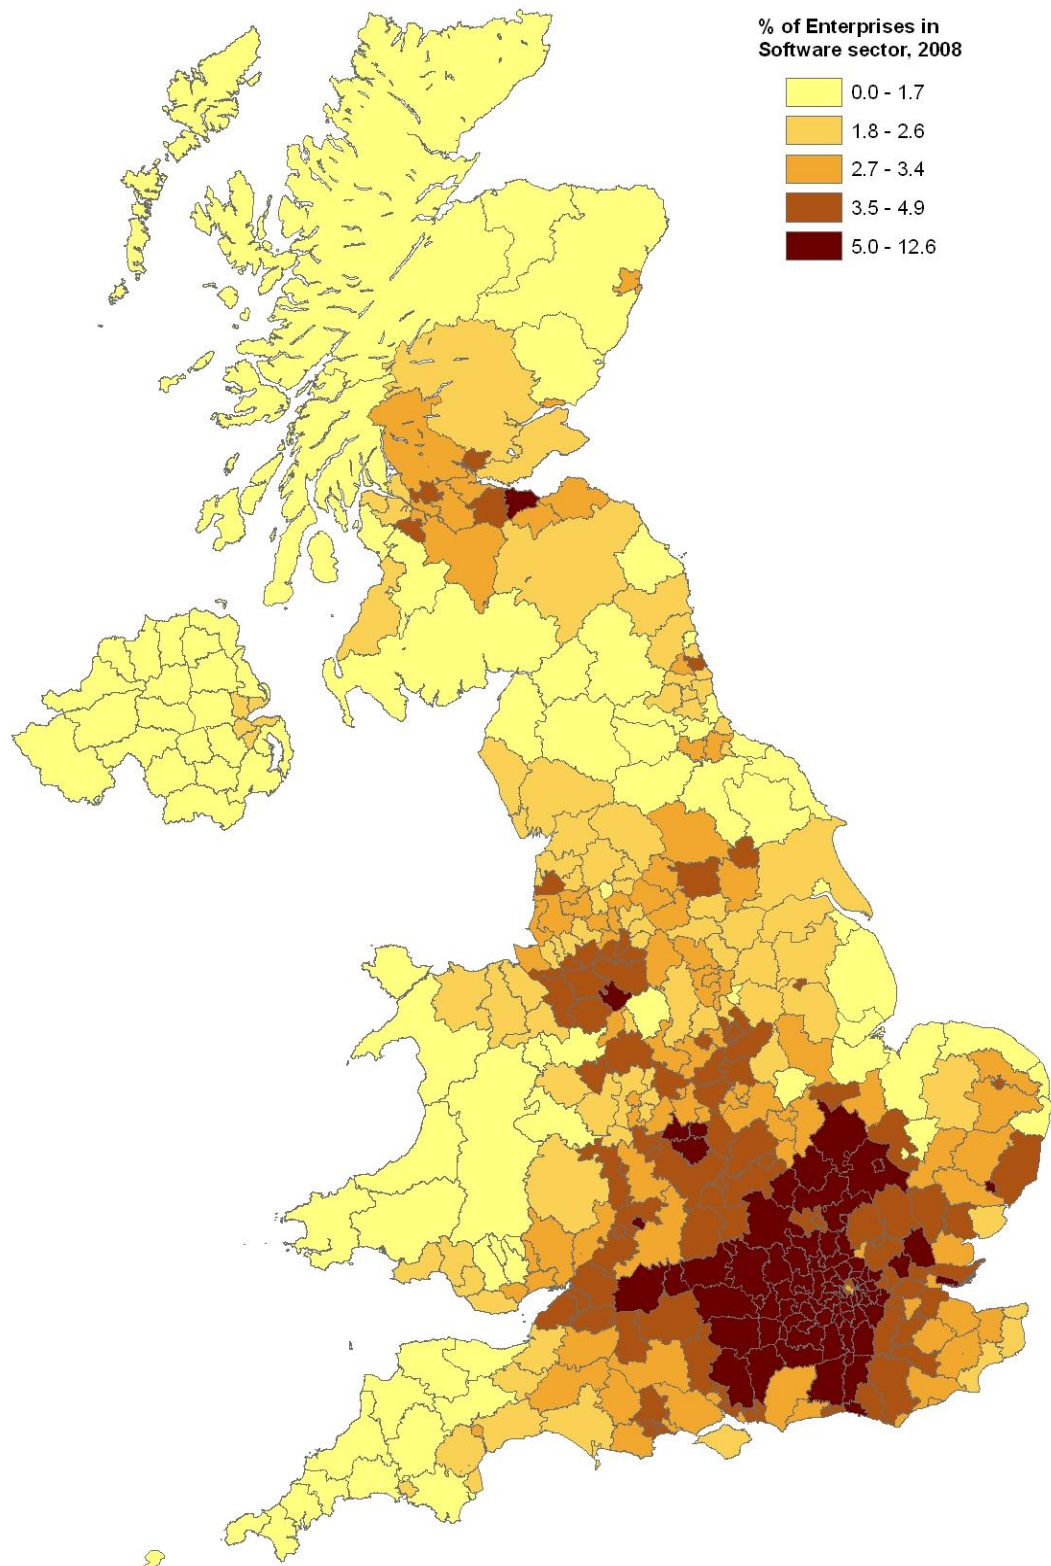 % of Enterprises in
Software sector, 2008
0.0 - 1.7
1.8 - 2.6
2.7 - 3.4
3.5 - 4.9
5.0 - 12.6